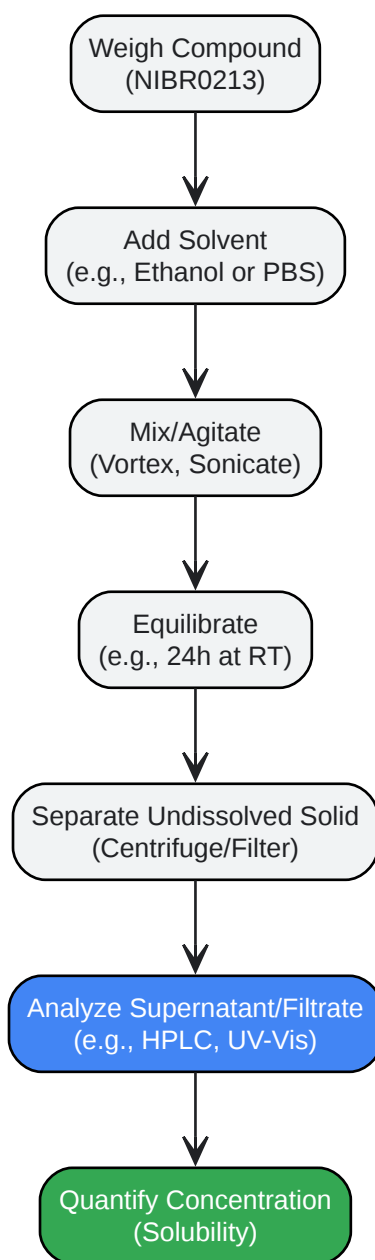 Weigh Compound
(NIBR0213)
Add Solvent
(e.g., Ethanol or PBS)
Mix/Agitate
(Vortex, Sonicate)
Equilibrate
(e.g., 24h at RT)
Separate Undissolved Solid
(Centrifuge/Filter)
Analyze Supernatant/Filtrate
(e.g., HPLC, UV-Vis)
Quantify Concentration
(Solubility)